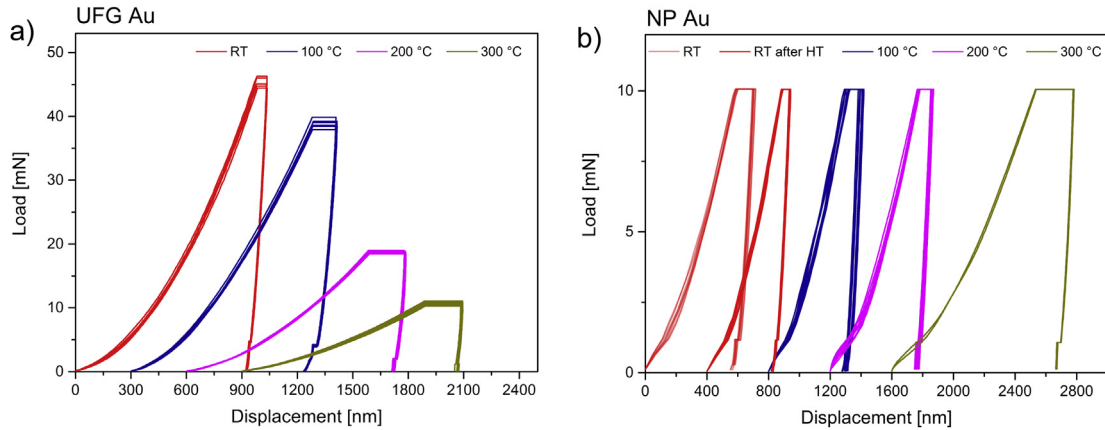 UFG Au
a)
RT 100 °C 200 °C 300 °C
Load [mN]
50
40
30
20
10
0
0 300 600 900 1200 1500 1800 2100 2400
Displacement [nm]
NP Au
b)
RT RT after HT 100 °C 200 °C 300 °C
Load [mN]
10
5
0
0 400 800 1200 1600 2000 2400 2800
Displacement [nm]